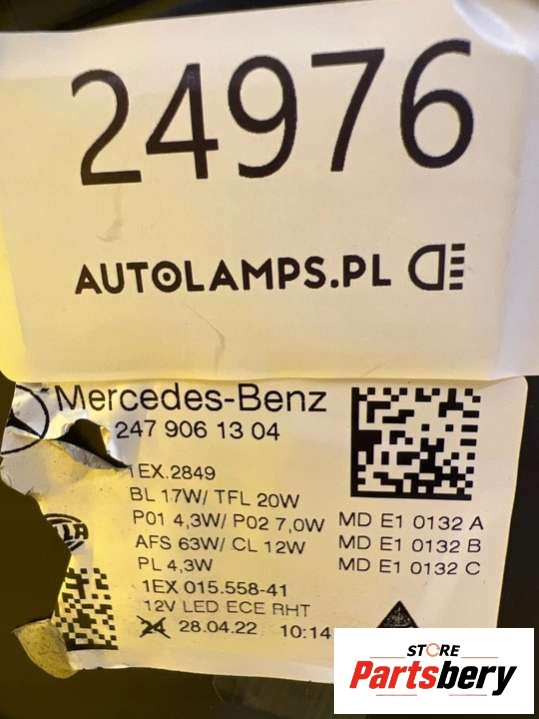 24976
AUTOLAMPS.PL
Mercedes-Benz
247 906 13 04
1EX.2849
BL 17W/ TFL 20W
P01 4,3W/ P02 7,0W MD E1 0132 A
AFS 63W/ CL 12W MD E1 0132 B
PL 4,3W MD E1 0132 C
1EX 015.558-41
12V LED ECE RHT
24 28.04.22 10:14
STORE
Partsbery